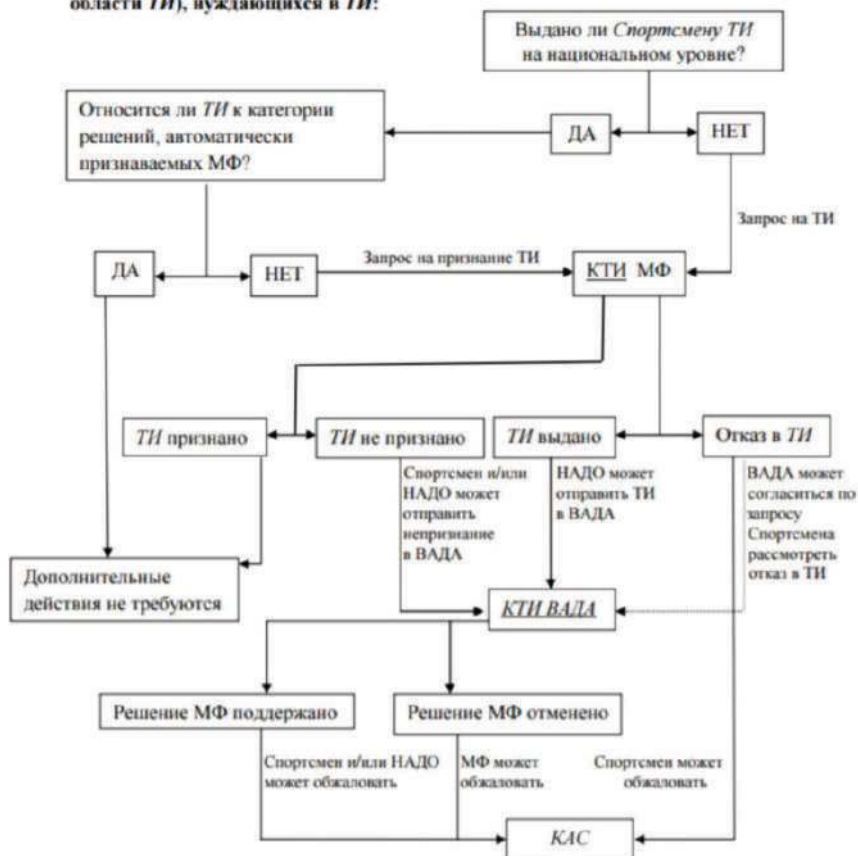 области ТИ), нуждающихся в ТИ:
Выдано ли Спортсмену ТИ
на национальном уровне?
Относится ли ТИ к категории
решений, автоматически
признаваемых МФ?
ДА
НЕТ
Запрос на ТИ
ДА
НЕТ
Запрос на признание ТИ
КТИ МФ
ТИ признано
ТИ не признано
ТИ выдано
Отказ в ТИ
Спортсмен и/или
НАДО может
отправить
непризнание
в ВАДА
НАДО может
отправить ТИ
в ВАДА
ВАДА может
согласиться по
запросу
Спортсмена
рассмотреть
отказ в ТИ
Дополнительные
действия не требуются
КТИ ВАДА
Решение МФ поддержано
Решение МФ отменено
Спортсмен и/или НАДО
может обжаловать
МФ может
обжаловать
Спортсмен может
обжаловать
КАС